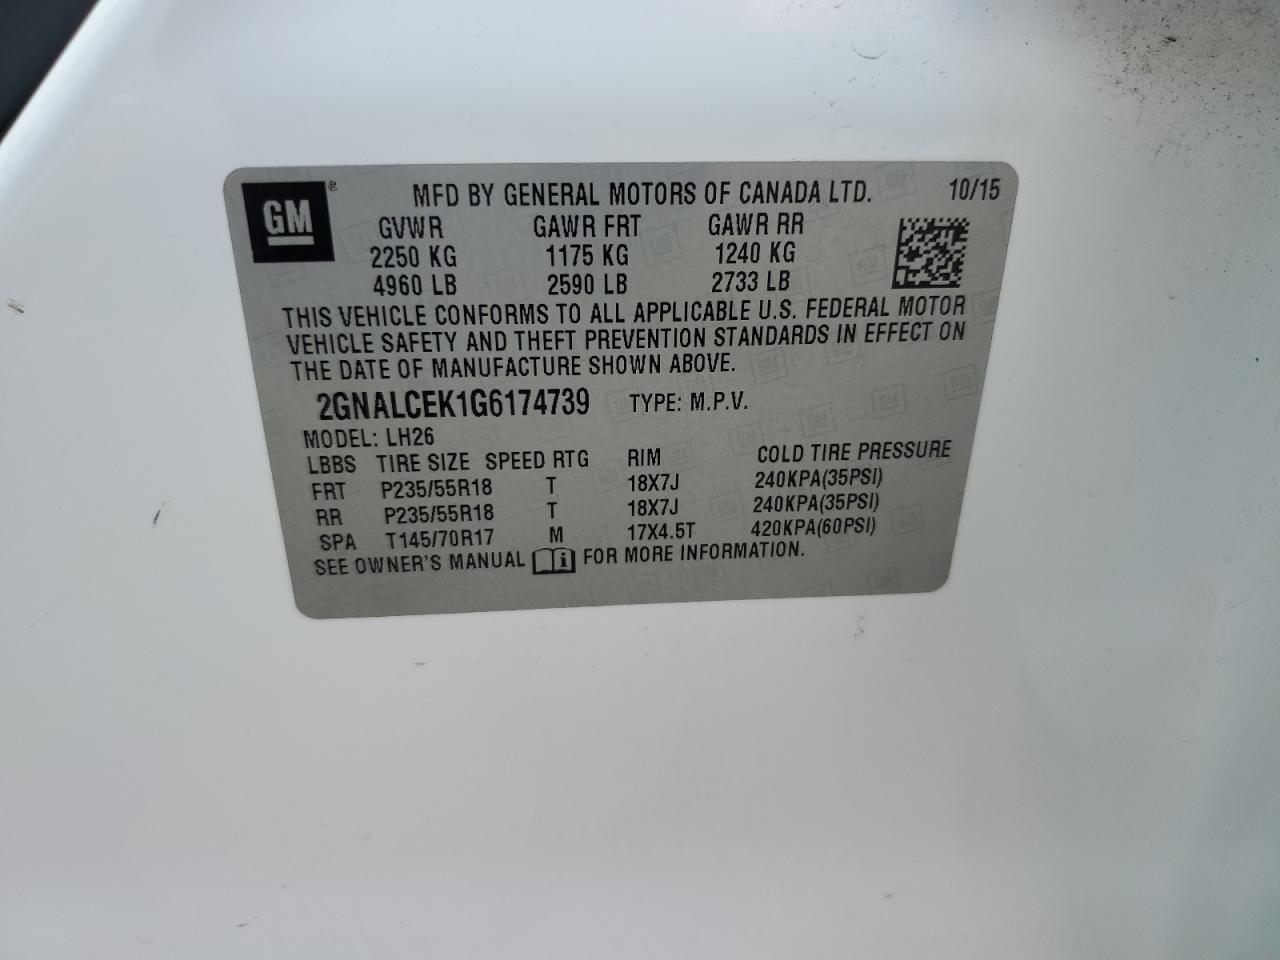 GM ® MFD BY GENERAL MOTORS OF CANADA LTD. 10/15
GVWR GAWR FRT GAWR RR
2250 KG 1175 KG 1240 KG
4960 LB 2590 LB 2733 LB
THIS VEHICLE CONFORMS TO ALL APPLICABLE U.S. FEDERAL MOTOR
VEHICLE SAFETY AND THEFT PREVENTION STANDARDS IN EFFECT ON
THE DATE OF MANUFACTURE SHOWN ABOVE.
2GNALCEK1G6174739 TYPE: M.P.V.
MODEL: LH26
LBBS TIRE SIZE SPEED RTG RIM COLD TIRE PRESSURE
FRT P235/55R18 T 18X7J 240KPA(35PSI)
RR P235/55R18 T 18X7J 240KPA(35PSI)
SPA T145/70R17 M 17X4.5T 420KPA(60PSI)
SEE OWNER'S MANUAL i FOR MORE INFORMATION.